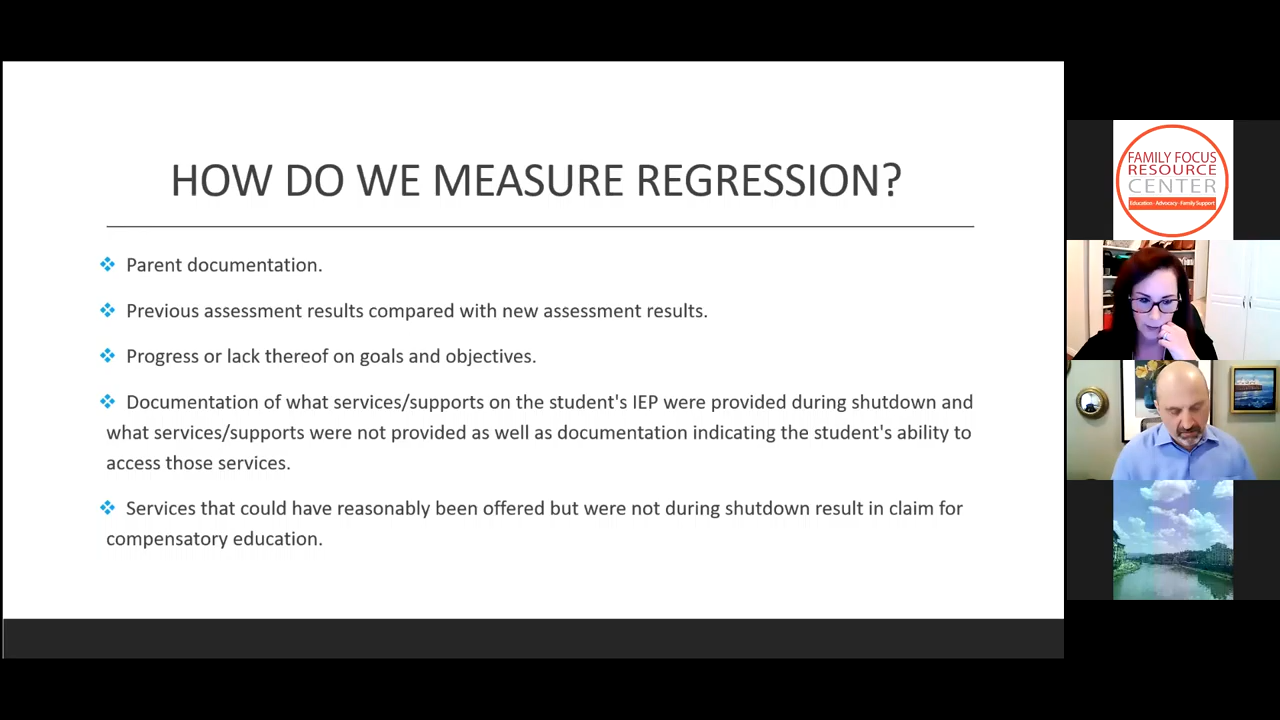 HOW DO WE MEASURE REGRESSION?
Parent documentation.
Previous assessment results compared with new assessment results.
Progress or lack thereof on goals and objectives.
Documentation of what services/supports on the student's IEP were provided during shutdown and
what services/supports were not provided as well as documentation indicating the student's ability to
access those services.
Services that could have reasonably been offered but were not during shutdown result in claim for
compensatory education.
FAMILY FOCUS
RESOURCE
CENTER
Education · Advocacy · Family Support